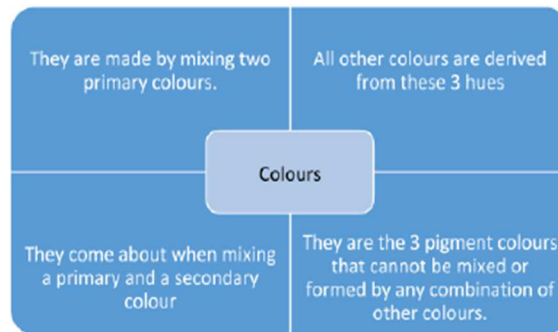 They are made by mixing two
primary colours.
All other colours are derived
from these 3 hues
Colours
They come about when mixing
a primary and a secondary
colour
They are the 3 pigment colours
that cannot be mixed or
formed by any combination of
other colours.